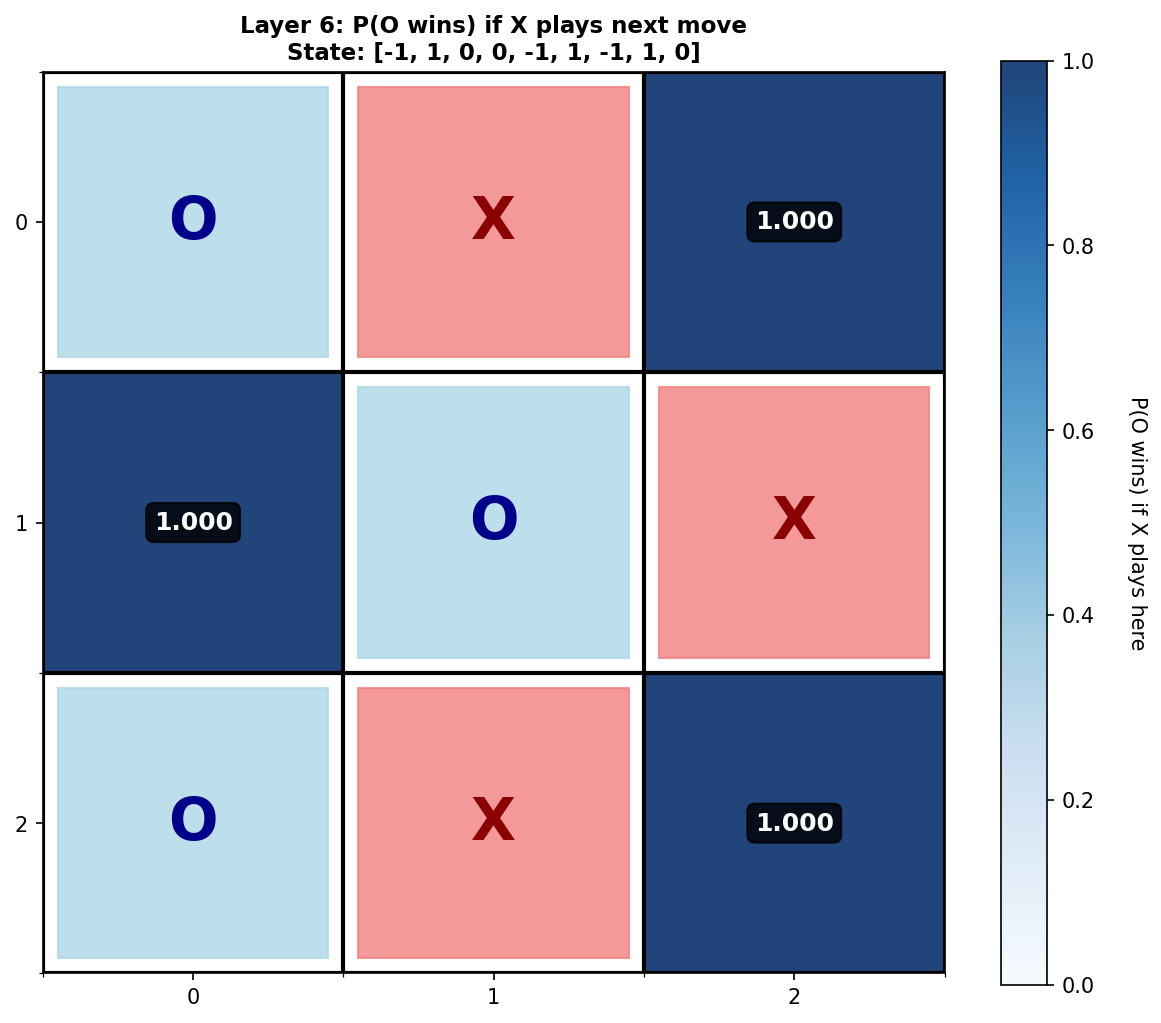 Layer 6: P(O wins) if X plays next move
State: [-1, 1, 0, 0, -1, 1, -1, 1, 0]
0
O
X
1.000
1
1.000
O
X
2
O
X
1.000
0
1
2
1.0
0.8
0.6
0.4
0.2
0.0
P(O wins) if X plays here